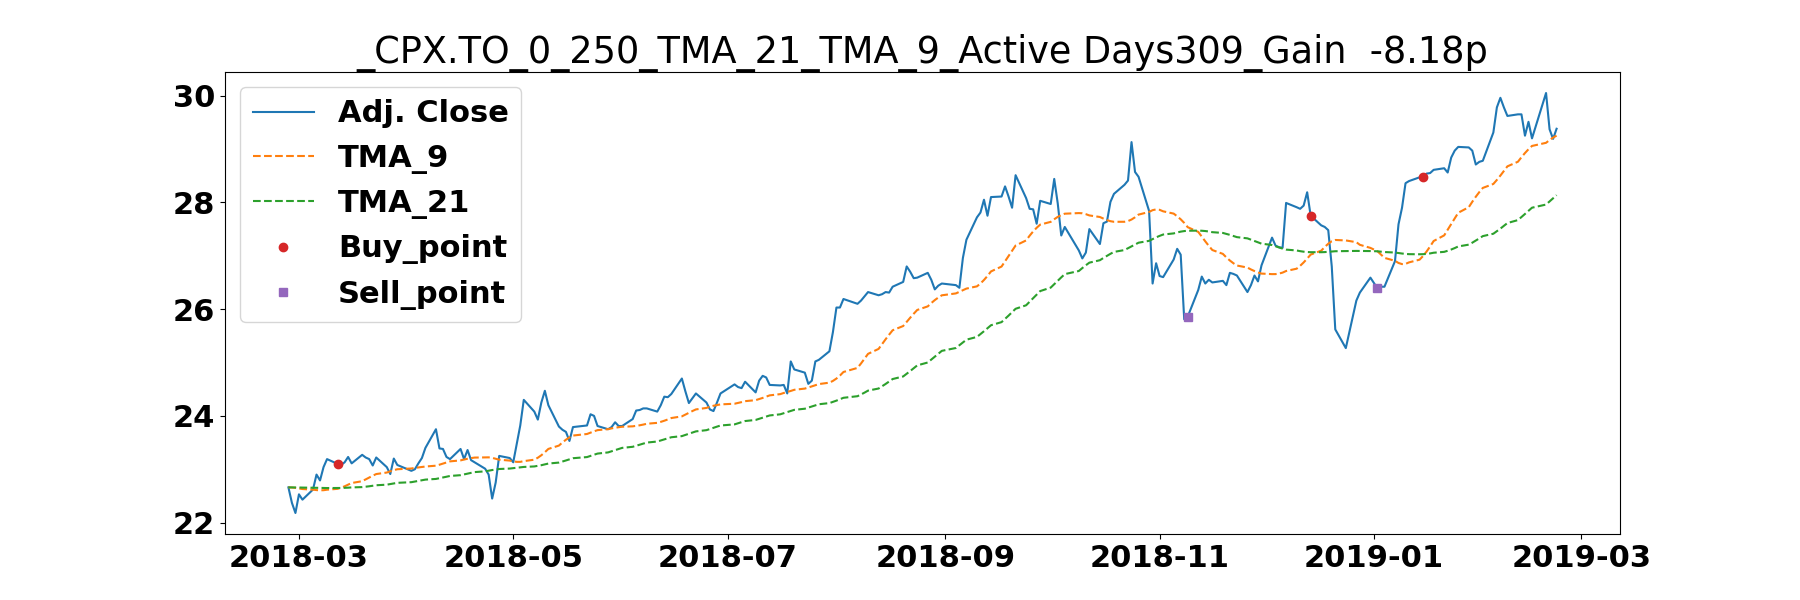 _CPX.TO_0_250_TMA_21_TMA_9_Active Days309_Gain  -8.18p
30
28
26
24
22
Adj. Close
TMA_9
TMA_21
Buy_point
Sell_point
2018-03 2018-05 2018-07 2018-09 2018-11 2019-01 2019-03